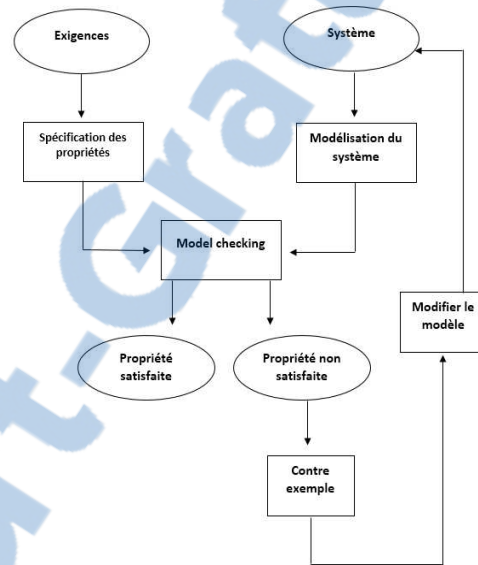 Exigences
Système
Spécification des
propriétés
Modélisation du
système
Model checking
Modifier le
modèle
Propriété
satisfaite
Propriété non
satisfaite
Contre
exemple